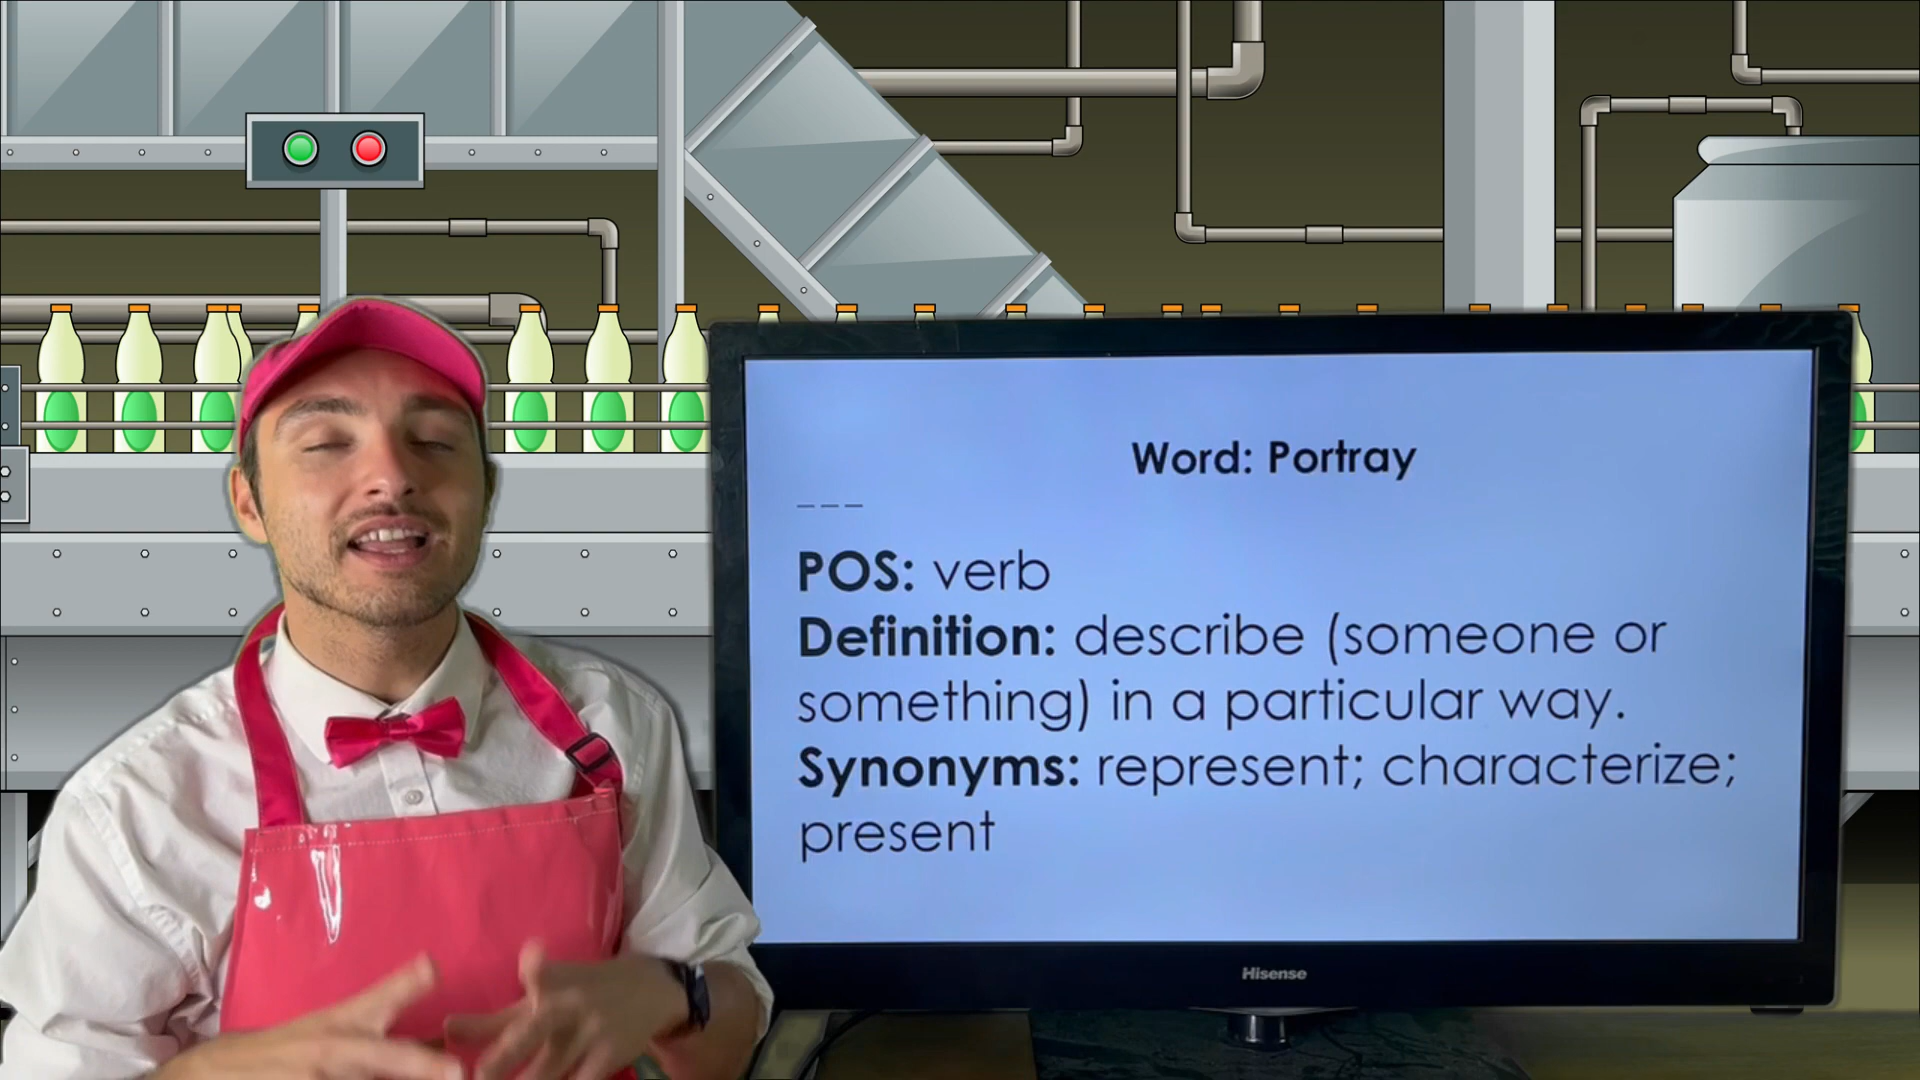 Word: Portray
---
POS: verb
Definition: describe (someone or
something) in a particular way.
Synonyms: represent; characterize;
present
Hisense